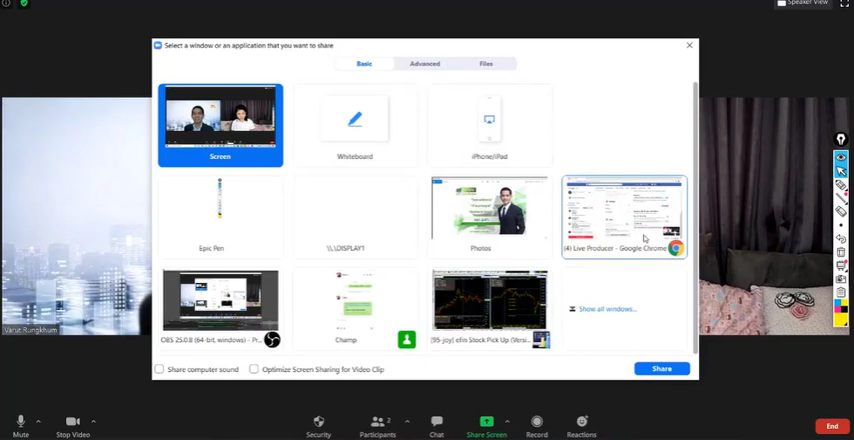 Speaker View
Select a window or an application that you want to share
Basic
Advanced
Files
Screen
Whiteboard
iPhone/iPad
Epic Pen
\\.\DISPLAY1
Photos
(4) Live Producer - Google Chrome
OBS 25.0.8 (64-bit, windows) - Pr...
Champ
[95-joy] efin Stock Pick Up (Versi...
Show all windows...
Share computer sound
Optimize Screen Sharing for Video Clip
Share
Varut Rungkhum
Mute
Stop Video
Security
Participants
2
Chat
Share Screen
Record
Reactions
End